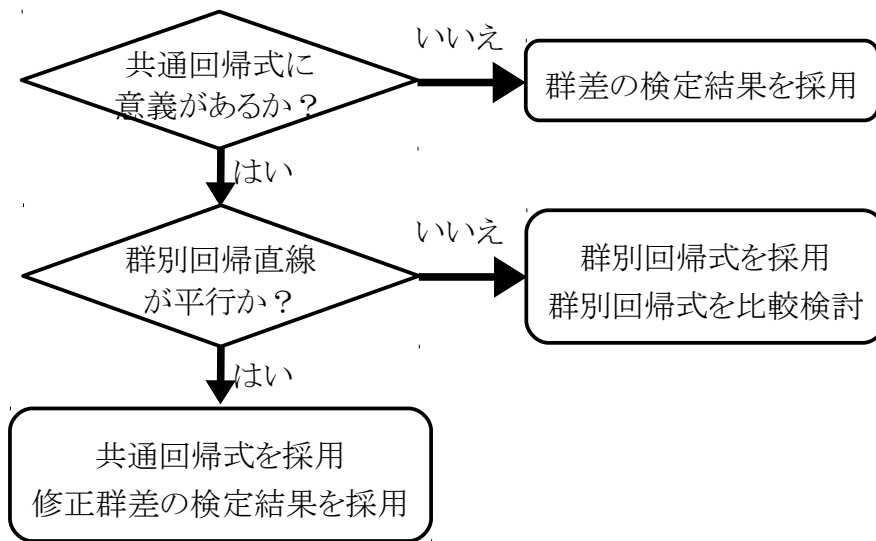 共通回帰式に
意義があるか？
いいえ
群差の検定結果を採用
はい
群別回帰直線
が平行か？
いいえ
群別回帰式を採用
群別回帰式を比較検討
はい
共通回帰式を採用
修正群差の検定結果を採用